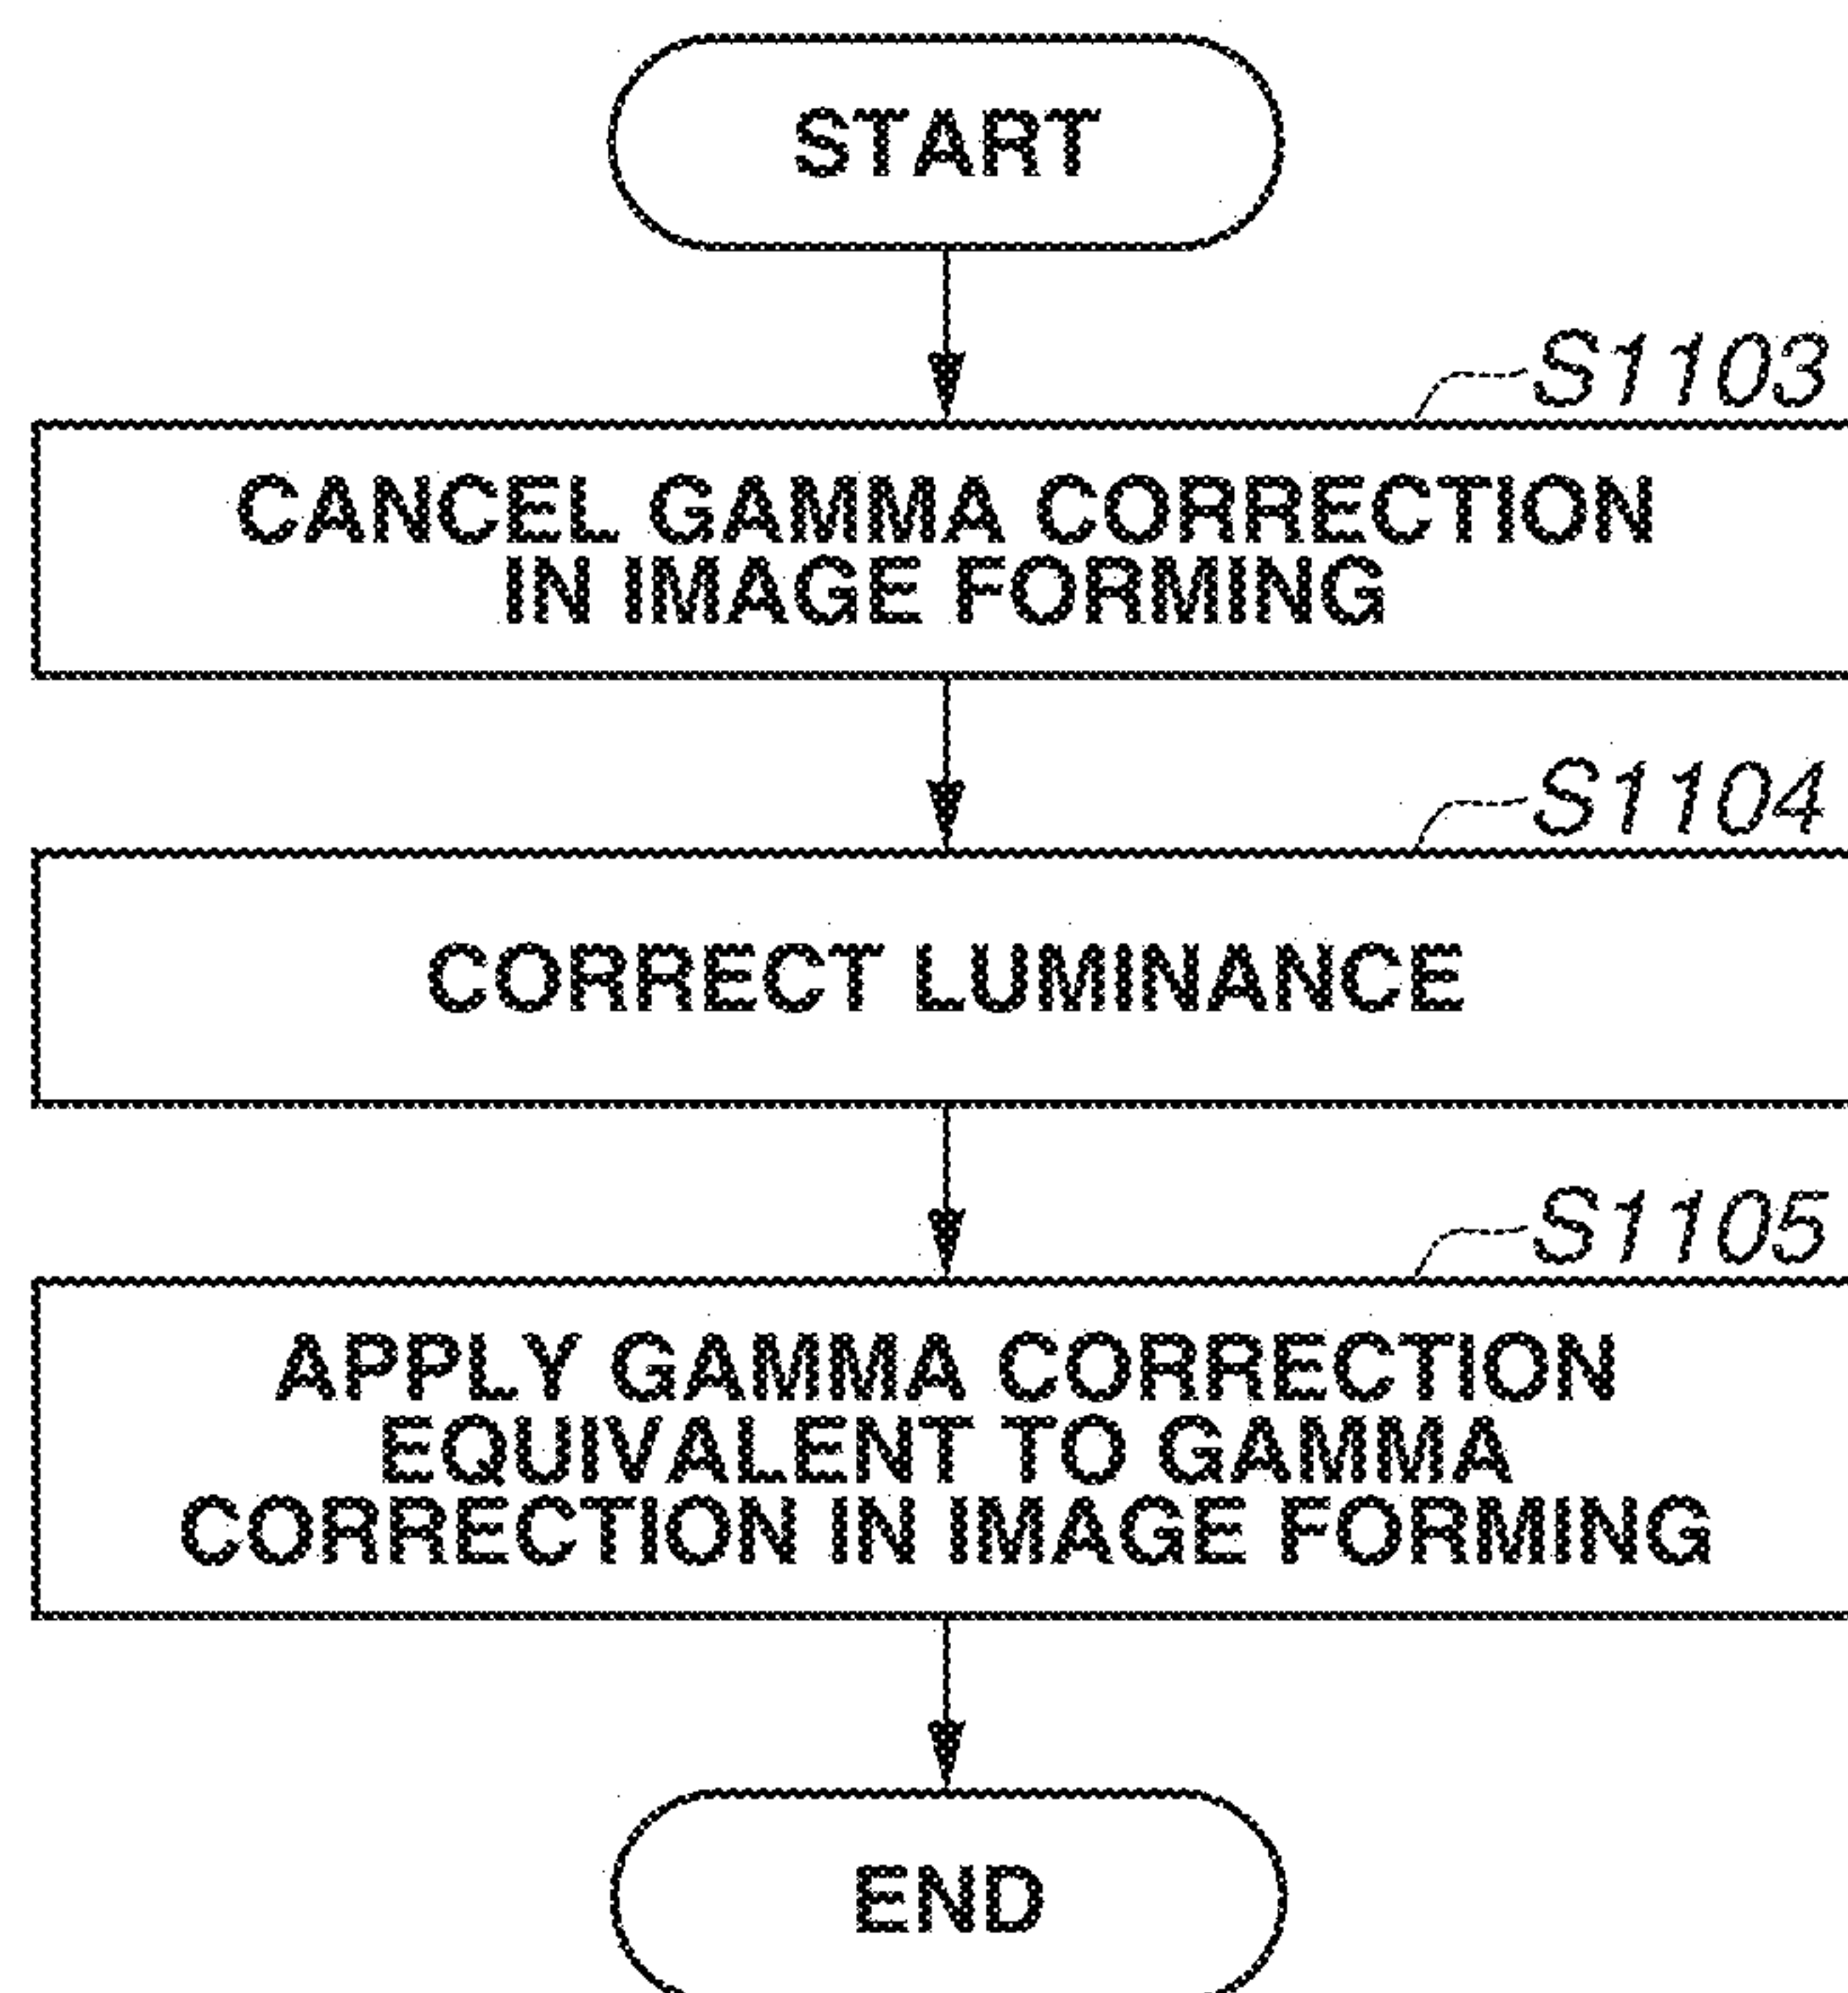 START
S1103
CANCEL GAMMA CORRECTION
IN IMAGE FORMING
S1104
CORRECT LUMINANCE
S1105
APPLY GAMMA CORRECTION
EQUIVALENT TO GAMMA
CORRECTION IN IMAGE FORMING
END